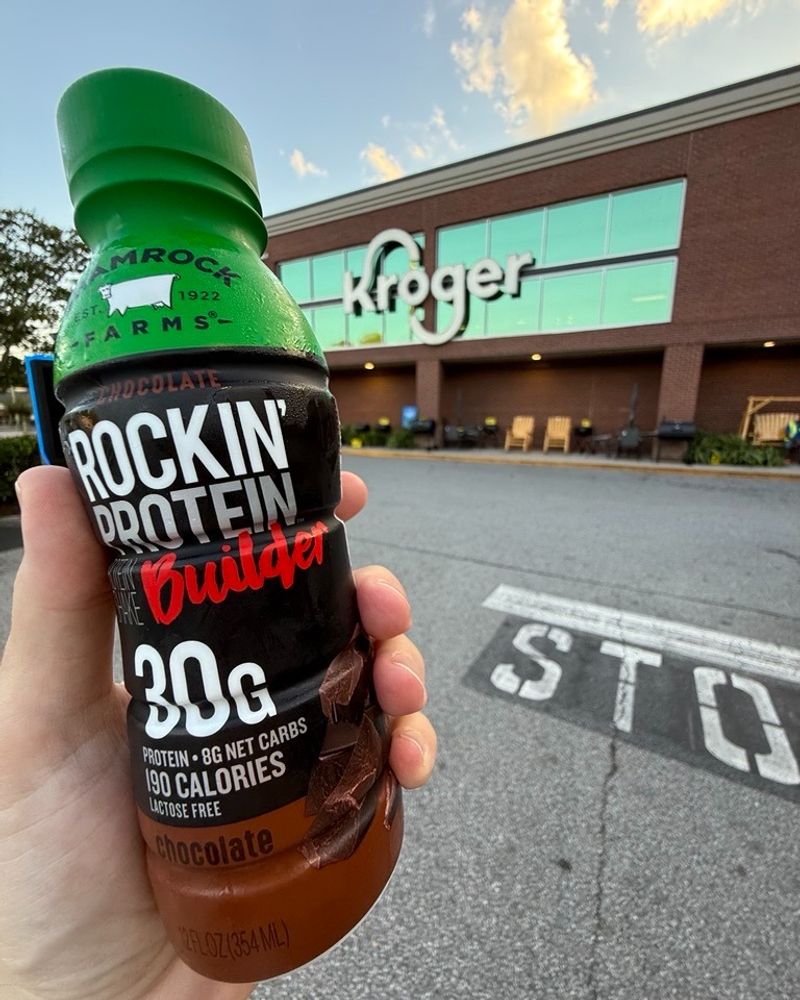 AMROCK
EST. 1922
-FARMS®-
CHOCOLATE
ROCKIN'
PROTEIN
Builder
30G
PROTEIN • 8G NET CARBS
190 CALORIES
LACTOSE FREE
chocolate
12 FL OZ (354 ML)
Kroger
STO